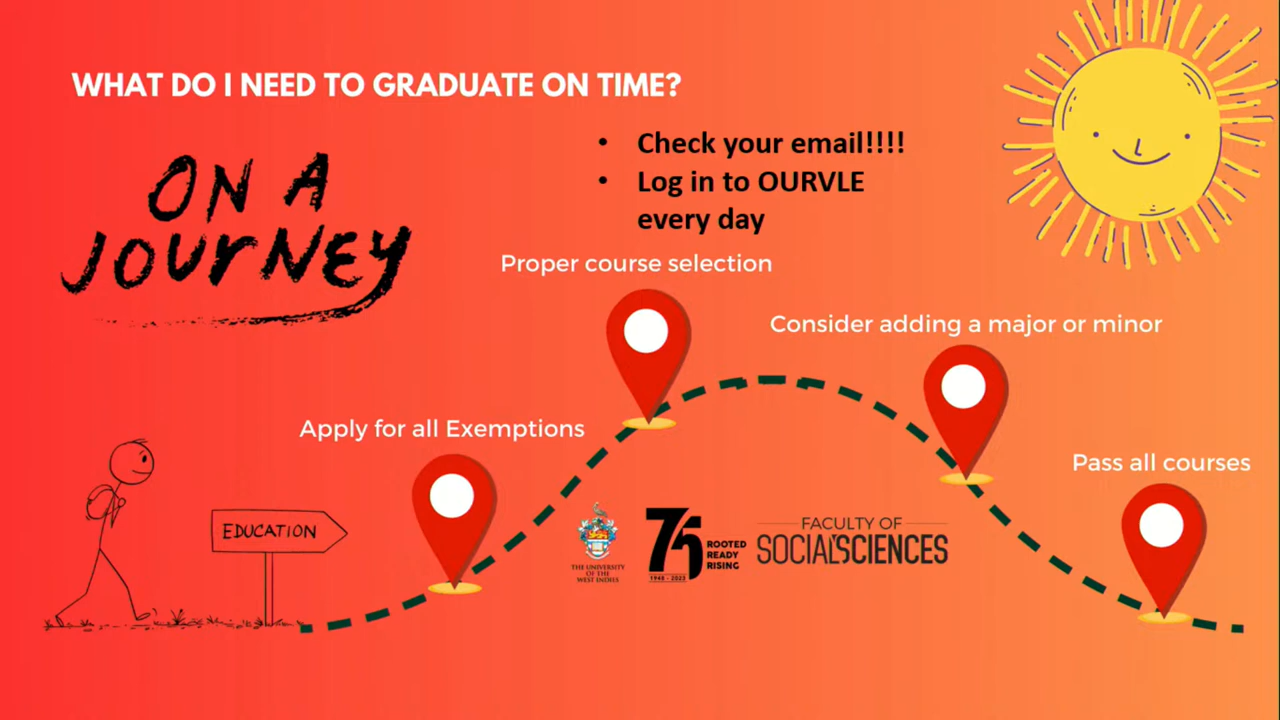 WHAT DO I NEED TO GRADUATE ON TIME?
ON A
JOURNEY
• Check your email!!!!
• Log in to OURVLE
every day
Proper course selection
Consider adding a major or minor
Apply for all Exemptions
Pass all courses
EDUCATION
THE UNIVERSITY
OF THE
WEST INDIES
75
ROOTED
READY
RISING
1948 - 2023
FACULTY OF
SOCIAL SCIENCES